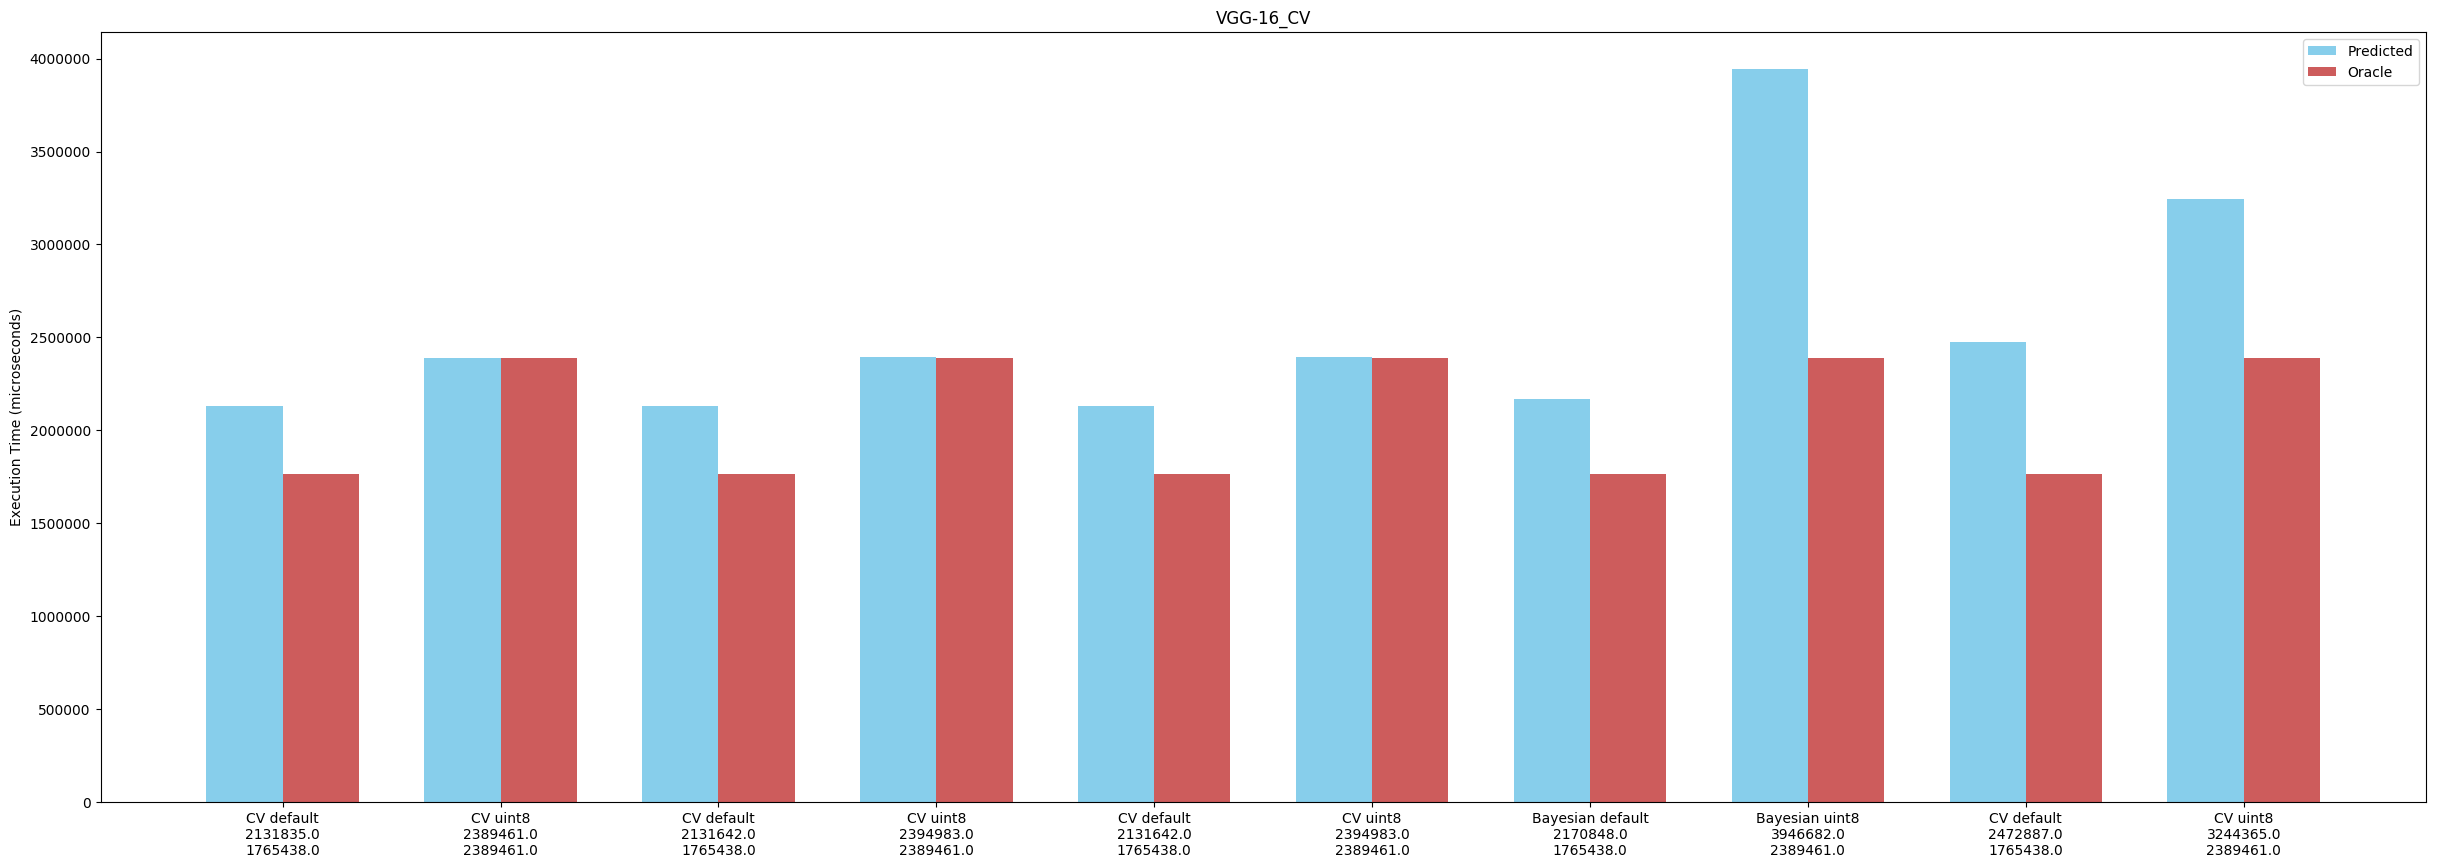 VGG-16_CV
Predicted
Oracle
Execution Time (microseconds)
4000000
3500000
3000000
2500000
2000000
1500000
1000000
500000
0
CV default
2131835.0
1765438.0
CV uint8
2389461.0
2389461.0
CV default
2131642.0
1765438.0
CV uint8
2394983.0
2389461.0
CV default
2131642.0
1765438.0
CV uint8
2394983.0
2389461.0
Bayesian default
2170848.0
1765438.0
Bayesian uint8
3946682.0
2389461.0
CV default
2472887.0
1765438.0
CV uint8
3244365.0
2389461.0